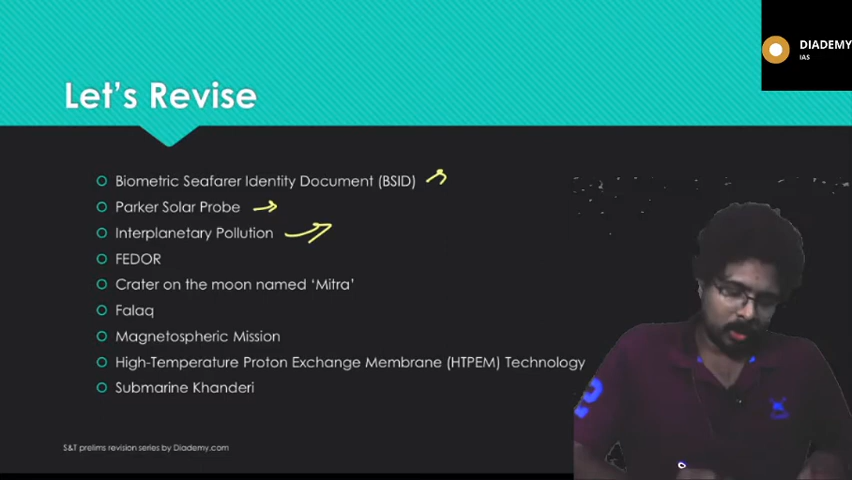 DIADEMY
IAS
Let's Revise
Biometric Seafarer Identity Document (BSID)
Parker Solar Probe
Interplanetary Pollution
FEDOR
Crater on the moon named ‘Mitra’
Falaq
Magnetospheric Mission
High-Temperature Proton Exchange Membrane (HTPEM) Technology
Submarine Khanderi
S&T prelims revision series by Diademy.com